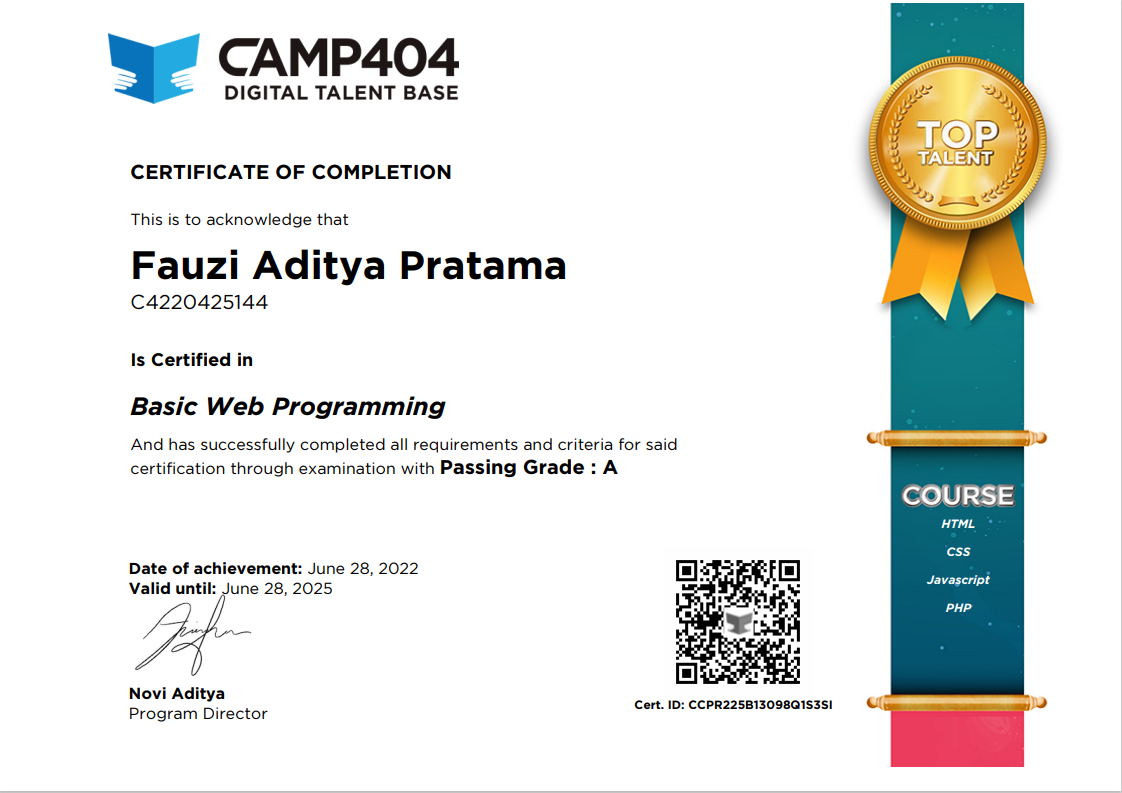 CAMP404
DIGITAL TALENT BASE
TOP
TALENT
CERTIFICATE OF COMPLETION
This is to acknowledge that
Fauzi Aditya Pratama
C4220425144
Is Certified in
Basic Web Programming
And has successfully completed all requirements and criteria for said
certification through examination with Passing Grade : A
COURSE
HTML
CSS
Javascript
PHP
Date of achievement: June 28, 2022
Valid until: June 28, 2025
Novi Aditya
Program Director
Cert. ID: CCPR225B13098Q1S3SI